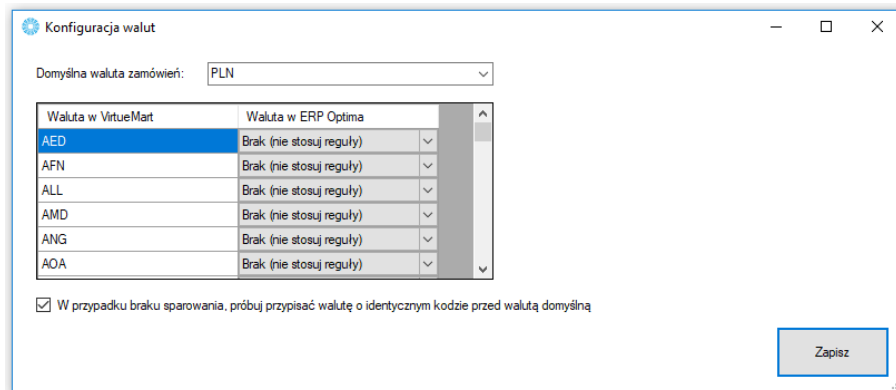 Konfiguracja walut
Domyślna waluta zamówień: PLN
Waluta w VirtueMart Waluta w ERP Optima
AED Brak (nie stosuj reguły)
AFN Brak (nie stosuj reguły)
ALL Brak (nie stosuj reguły)
AMD Brak (nie stosuj reguły)
ANG Brak (nie stosuj reguły)
AOA Brak (nie stosuj reguły)
W przypadku braku sparowania, próbuj przypisać walutę o identycznym kodzie przed walutą domyślną
Zapisz